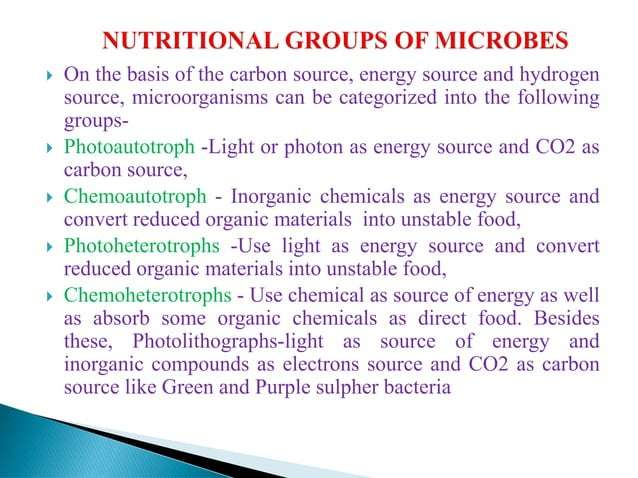 NUTRITIONAL GROUPS OF MICROBES
On the basis of the carbon source, energy source and hydrogen
source, microorganisms can be categorized into the following
groups-
Photoautotroph -Light or photon as energy source and CO2 as
carbon source,
Chemoautotroph - Inorganic chemicals as energy source and
convert reduced organic materials into unstable food,
Photoheterotrophs -Use light as energy source and convert
reduced organic materials into unstable food,
Chemoheterotrophs - Use chemical as source of energy as well
as absorb some organic chemicals as direct food. Besides
these, Photolithographs-light as source of energy and
inorganic compounds as electrons source and CO2 as carbon
source like Green and Purple sulpher bacteria